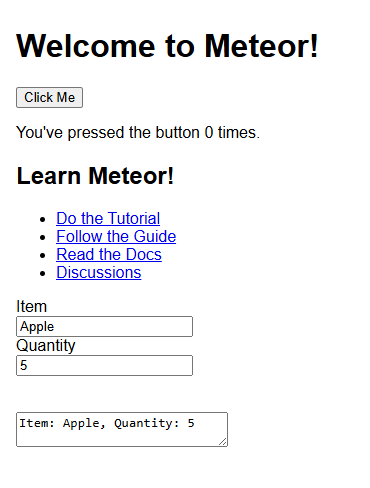 Welcome to Meteor!
Click Me
You've pressed the button 0 times.
Learn Meteor!
Do the Tutorial
Follow the Guide
Read the Docs
Discussions
Item
Apple
Quantity
5
Item: Apple, Quantity: 5